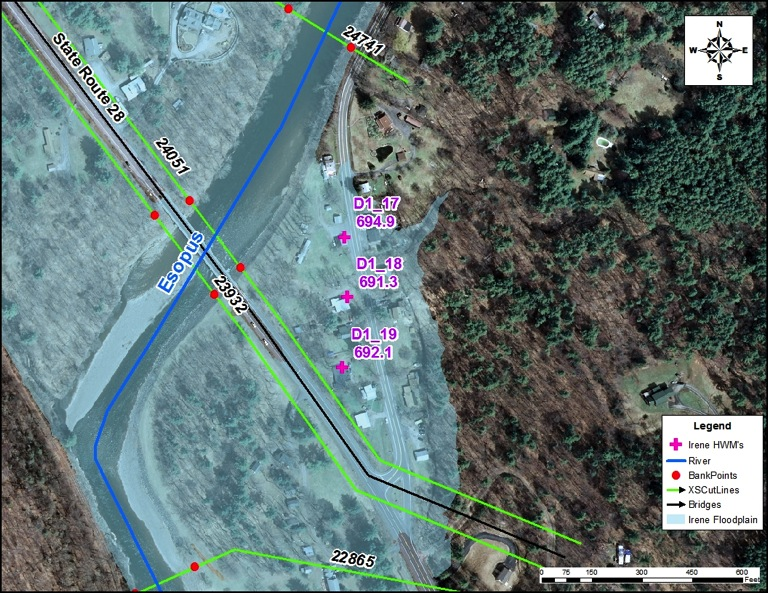 24741
N
W E
S
State Route 28
24051
D1_17
694.9
Esopus
D1_18
691.3
23932
D1_19
692.1
Legend
Irene HWM's
River
BankPoints
XSCutLines
Bridges
Irene Floodplain
22865
0 75 150 300 450 600
Feet